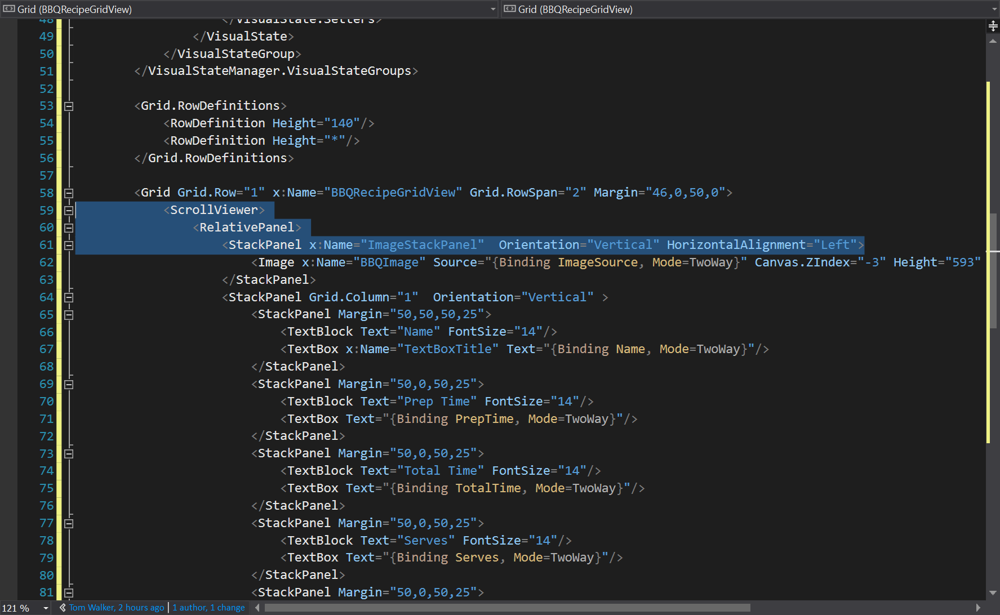 Grid (BBQRecipeGridView)
Grid (BBQRecipeGridView)
48 </VisualState.Setters>
49 </VisualState>
50 </VisualStateGroup>
51 </VisualStateManager.VisualStateGroups>
52
53 <Grid.RowDefinitions>
54 <RowDefinition Height="140"/>
55 <RowDefinition Height="*"/>
56 </Grid.RowDefinitions>
57
58 <Grid Grid.Row="1" x:Name="BBQRecipeGridView" Grid.RowSpan="2" Margin="46,0,50,0">
59 <ScrollViewer>
60 <RelativePanel>
61 <StackPanel x:Name="ImageStackPanel"  Orientation="Vertical" HorizontalAlignment="Left">
62 <Image x:Name="BBQImage" Source="{Binding ImageSource, Mode=TwoWay}" Canvas.ZIndex="-3" Height="593"
63 </StackPanel>
64 <StackPanel Grid.Column="1"  Orientation="Vertical" >
65 <StackPanel Margin="50,50,50,25">
66 <TextBlock Text="Name" FontSize="14"/>
67 <TextBox x:Name="TextBoxTitle" Text="{Binding Name, Mode=TwoWay}"/>
68 </StackPanel>
69 <StackPanel Margin="50,0,50,25">
70 <TextBlock Text="Prep Time" FontSize="14"/>
71 <TextBox Text="{Binding PrepTime, Mode=TwoWay}"/>
72 </StackPanel>
73 <StackPanel Margin="50,0,50,25">
74 <TextBlock Text="Total Time" FontSize="14"/>
75 <TextBox Text="{Binding TotalTime, Mode=TwoWay}"/>
76 </StackPanel>
77 <StackPanel Margin="50,0,50,25">
78 <TextBlock Text="Serves" FontSize="14"/>
79 <TextBox Text="{Binding Serves, Mode=TwoWay}"/>
80 </StackPanel>
81 <StackPanel Margin="50,0,50,25">
121 % Tom Walker, 2 hours ago | 1 author, 1 change